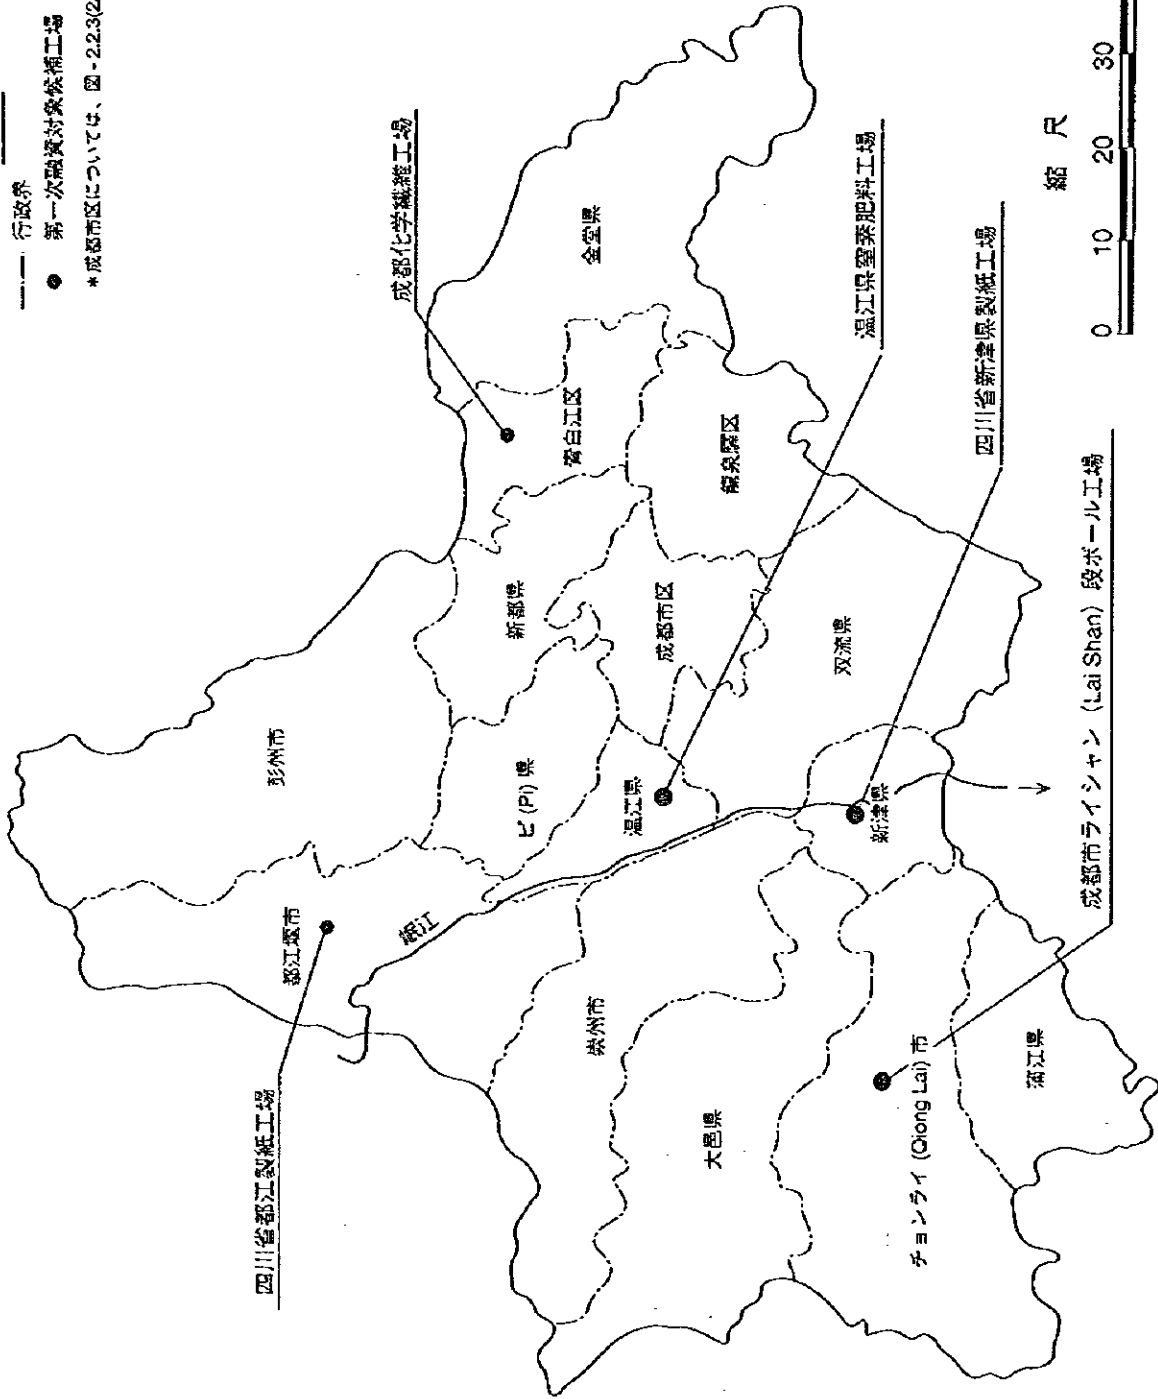 行政界
第一次融資対象候補工場
*成都市区については、図-2.2.3(2
四川省都江製紙工場
成都化学繊維工場
温江県窒素肥料工場
四川省新津県製紙工場
成都市ライシャン (Lai Shan) 段ボール工場
彭州市
都江堰市
岷江
崇州市
大邑県
チョンライ (Qiong Lai) 市
蒲江県
新津県
温江県
ピ (Pi) 県
新都県
成都市区
双流県
青白江区
龍泉驛区
金堂県
縮 尺
0 10 20 30